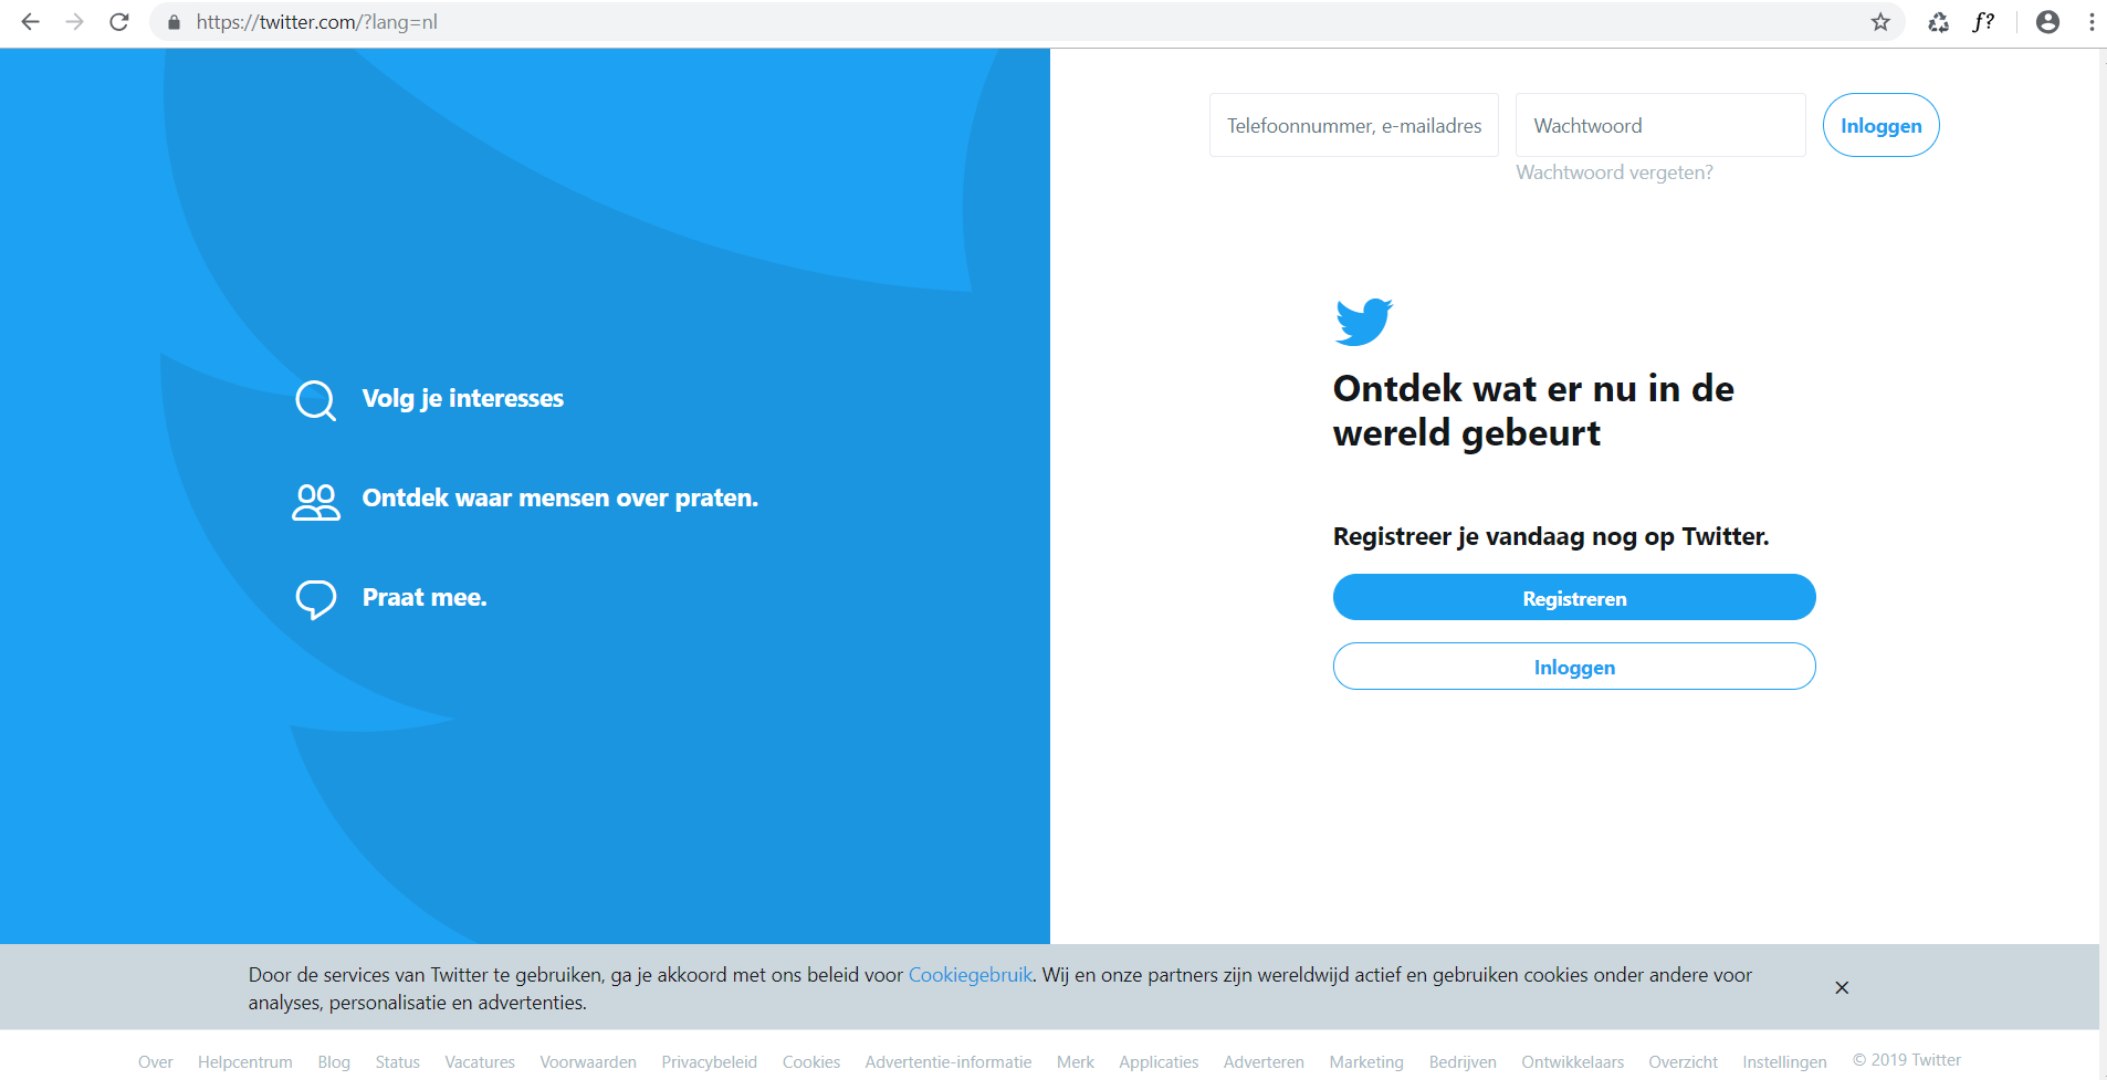 https://twitter.com/?lang=nl
f?
Telefoonnummer, e-mailadres
Wachtwoord
Inloggen
Wachtwoord vergeten?
Volg je interesses
Ontdek waar mensen over praten.
Praat mee.
Ontdek wat er nu in de
wereld gebeurt
Registreer je vandaag nog op Twitter.
Registreren
Inloggen
Door de services van Twitter te gebruiken, ga je akkoord met ons beleid voor Cookiegebruik. Wij en onze partners zijn wereldwijd actief en gebruiken cookies onder andere voor
analyses, personalisatie en advertenties.
Over Helpcentrum Blog Status Vacatures Voorwaarden Privacybeleid Cookies Advertentie-informatie Merk Applicaties Adverteren Marketing Bedrijven Ontwikkelaars Overzicht Instellingen © 2019 Twitter